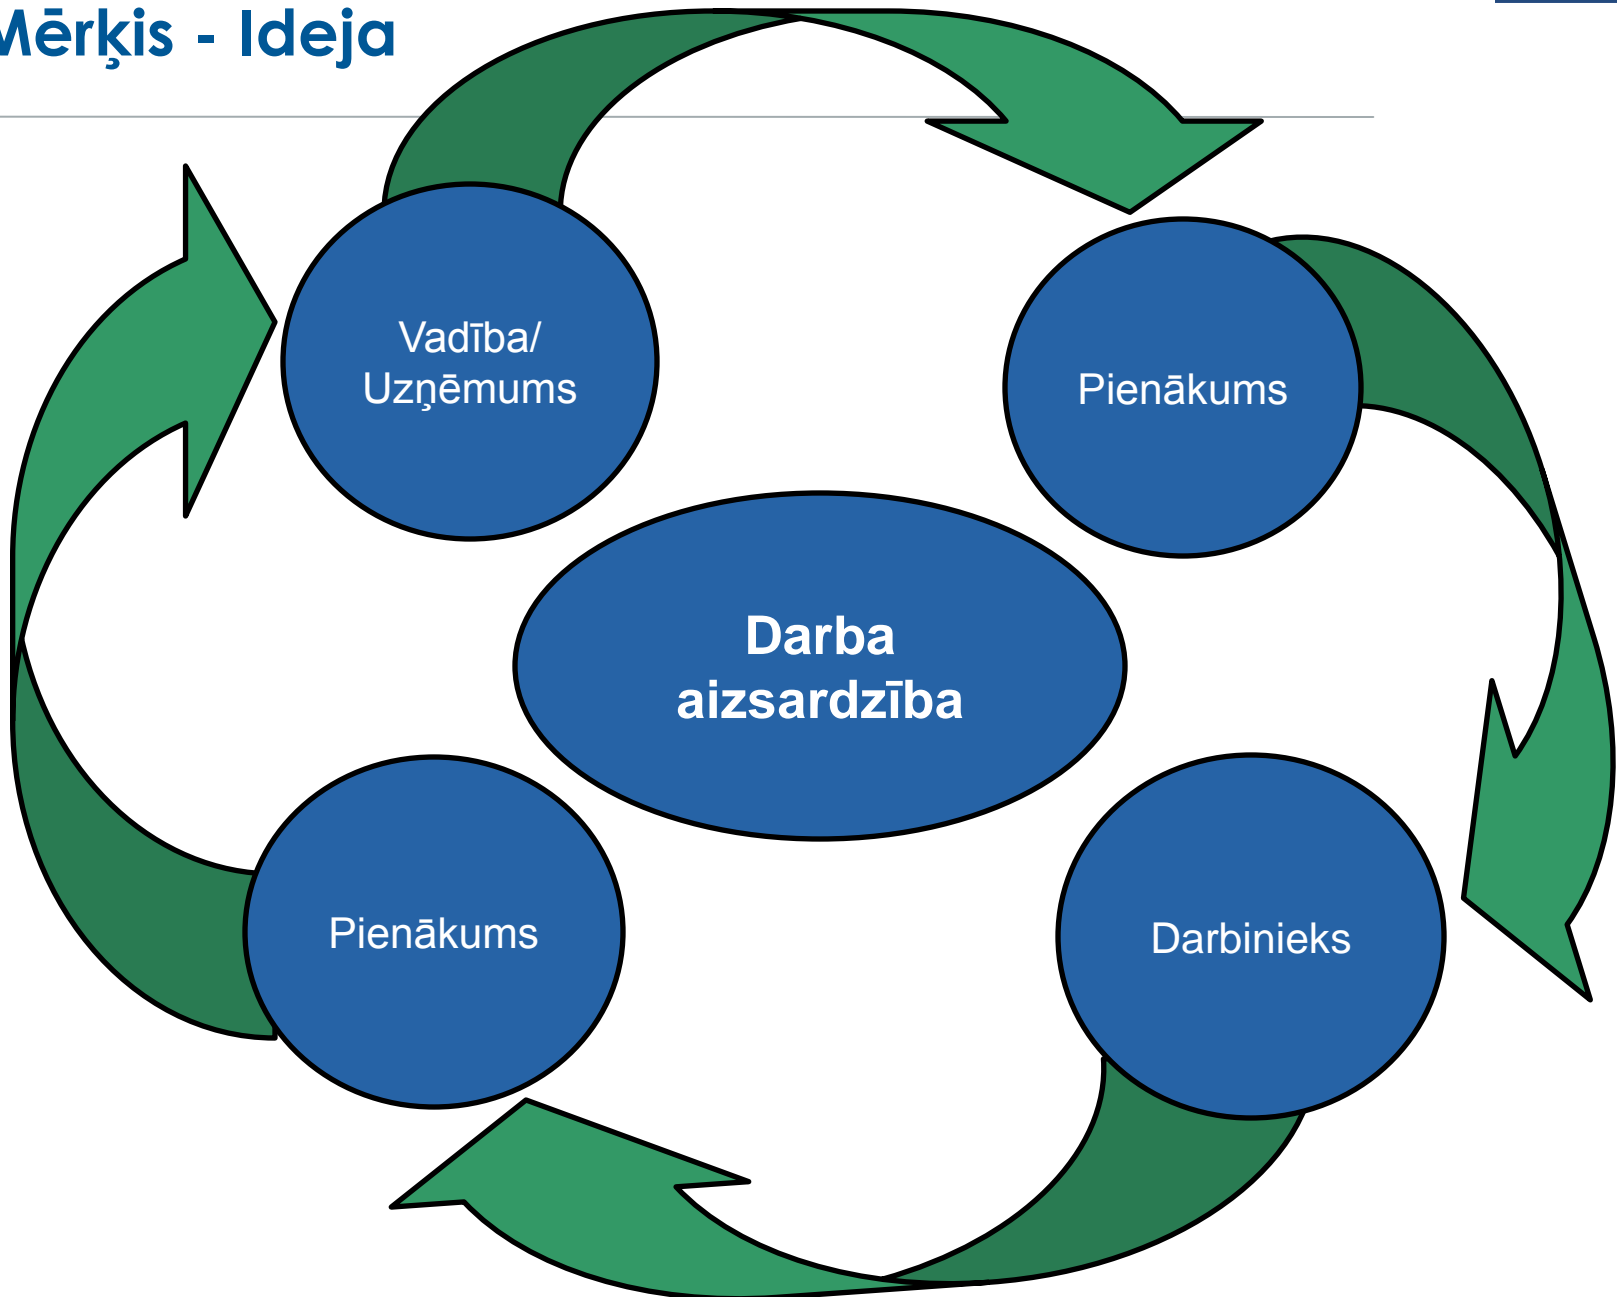 Mērķis - Ideja
Vadība/
Uzņēmums
Pienākums
Darba
aizsardzība
Pienākums
Darbinieks